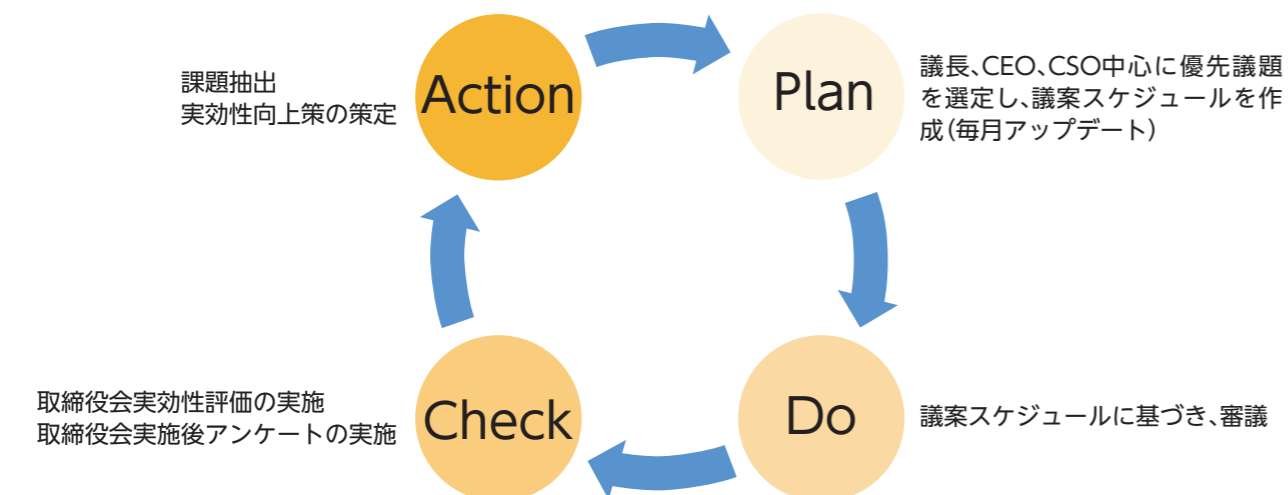 課題抽出
実効性向上策の策定
Action
Plan
議長、CEO、CSO中心に優先議題
を選定し、議案スケジュールを作
成(毎月アップデート)
取締役会実効性評価の実施
取締役会実施後アンケートの実施
Check
Do
議案スケジュールに基づき、審議